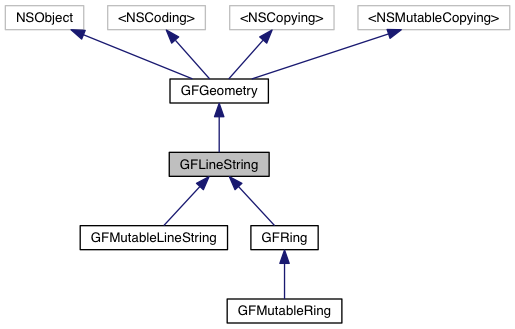 NSObject
<NSCoding>
<NSCopying>
<NSMutableCopying>
GFGeometry
GFLineString
GFMutableLineString
GFRing
GFMutableRing